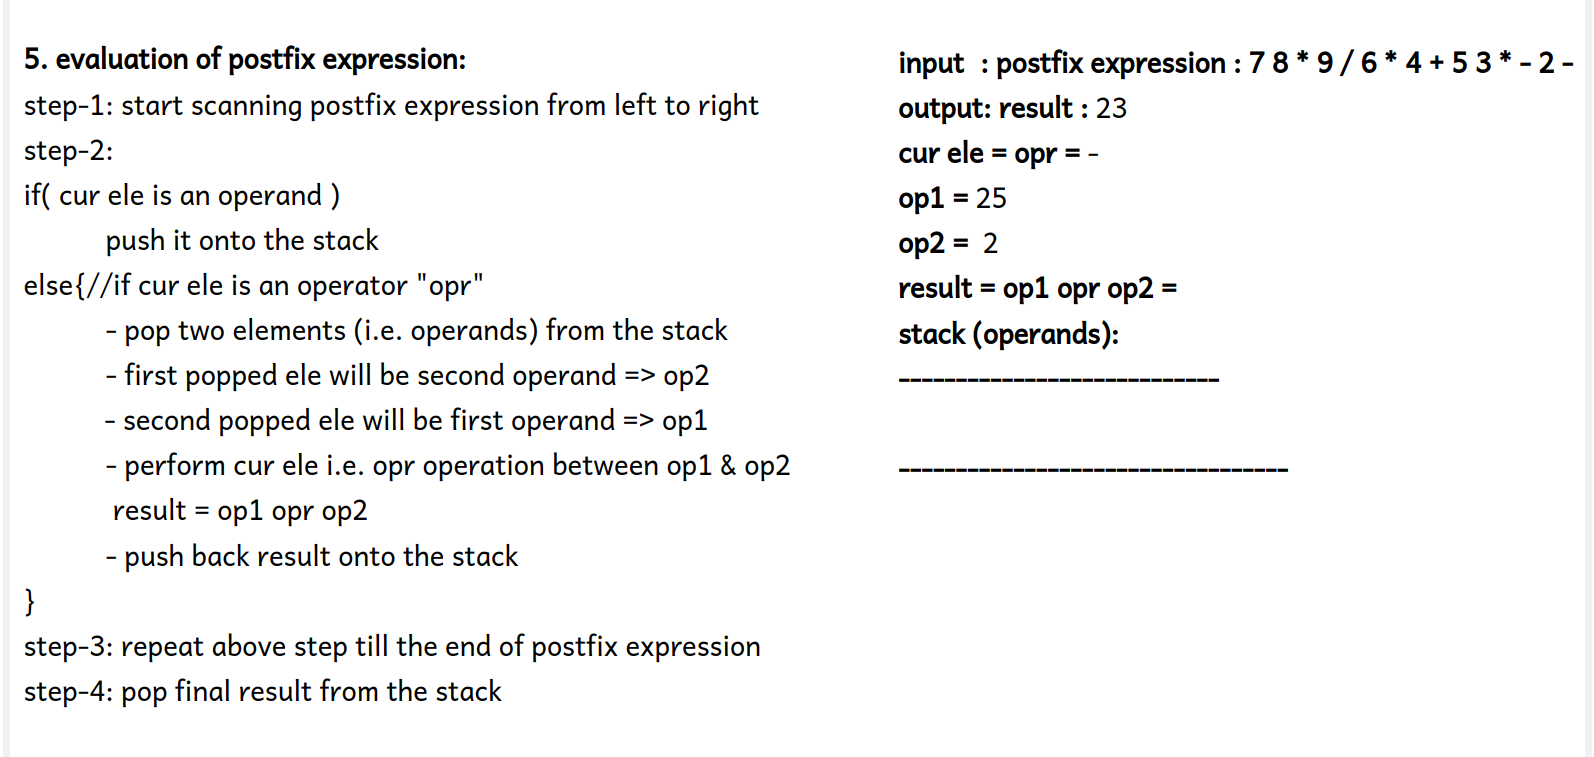 5. evaluation of postfix expression:
step-1: start scanning postfix expression from left to right
step-2:
if( cur ele is an operand )
push it onto the stack
else{//if cur ele is an operator "opr"
- pop two elements (i.e. operands) from the stack
- first popped ele will be second operand => op2
- second popped ele will be first operand => op1
- perform cur ele i.e. opr operation between op1 & op2
result = op1 opr op2
- push back result onto the stack
}
step-3: repeat above step till the end of postfix expression
step-4: pop final result from the stack
input : postfix expression : 7 8 * 9 / 6 * 4 + 5 3 * - 2 -
output: result : 23
cur ele = opr = -
op1 = 25
op2 = 2
result = op1 opr op2 =
stack (operands):
----------------------------
----------------------------------